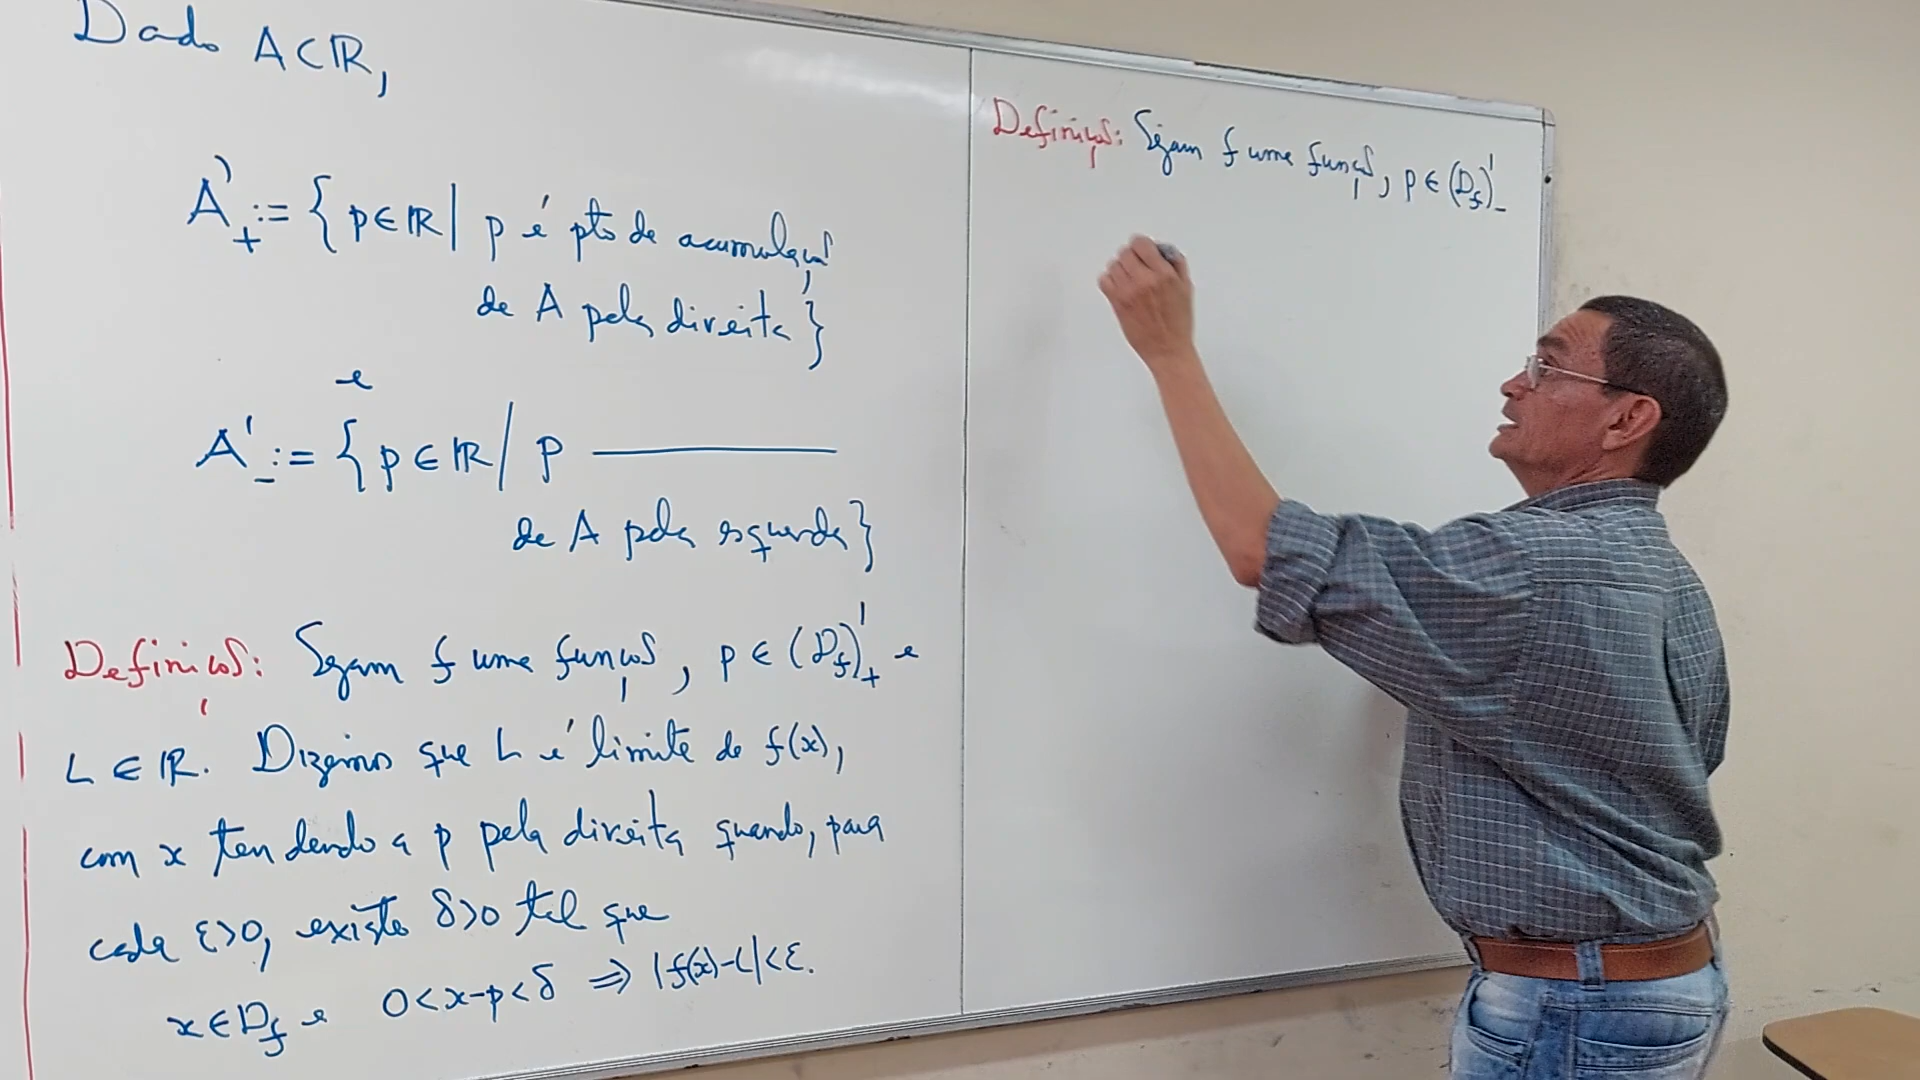 Dado A ⊂ ℝ,
A'₊ := { p ∈ ℝ | p é pto de acumulação
de A pela direita }
e
A'₋ := { p ∈ ℝ / p ————
de A pela esquerda }
Definição: Sejam f uma função, p ∈ (D_f)'₊ e
L ∈ ℝ. Dizemos que L é limite de f(x),
com x tendendo a p pela direita quando, para
cada ε>0, existe δ>0 tal que
x ∈ D_f e 0 < x-p < δ ⇒ |f(x)-L| < ε.
Definição: Sejam f uma função, p ∈ (D_f)'₋